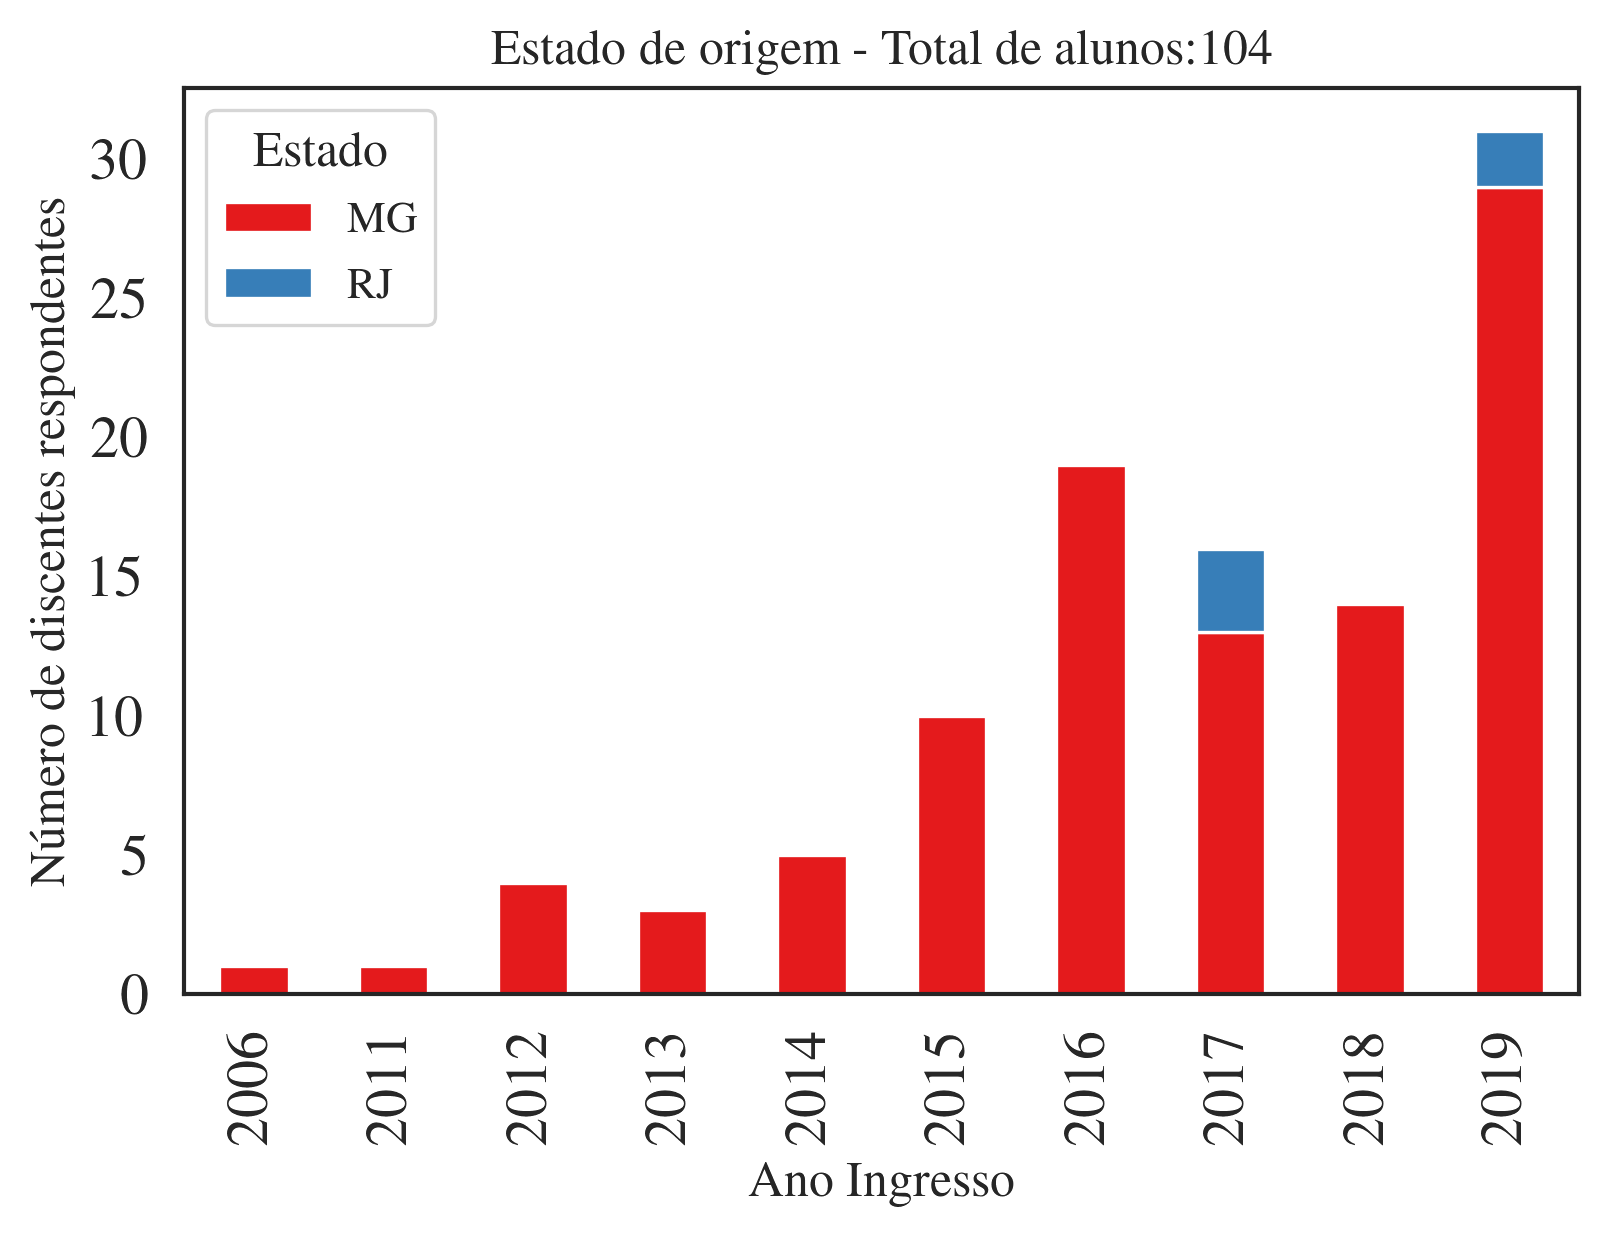 Estado de origem - Total de alunos:104
Estado
MG
RJ
Número de discentes respondentes
30
25
20
15
10
5
0
2006
2011
2012
2013
2014
2015
2016
2017
2018
2019
Ano Ingresso